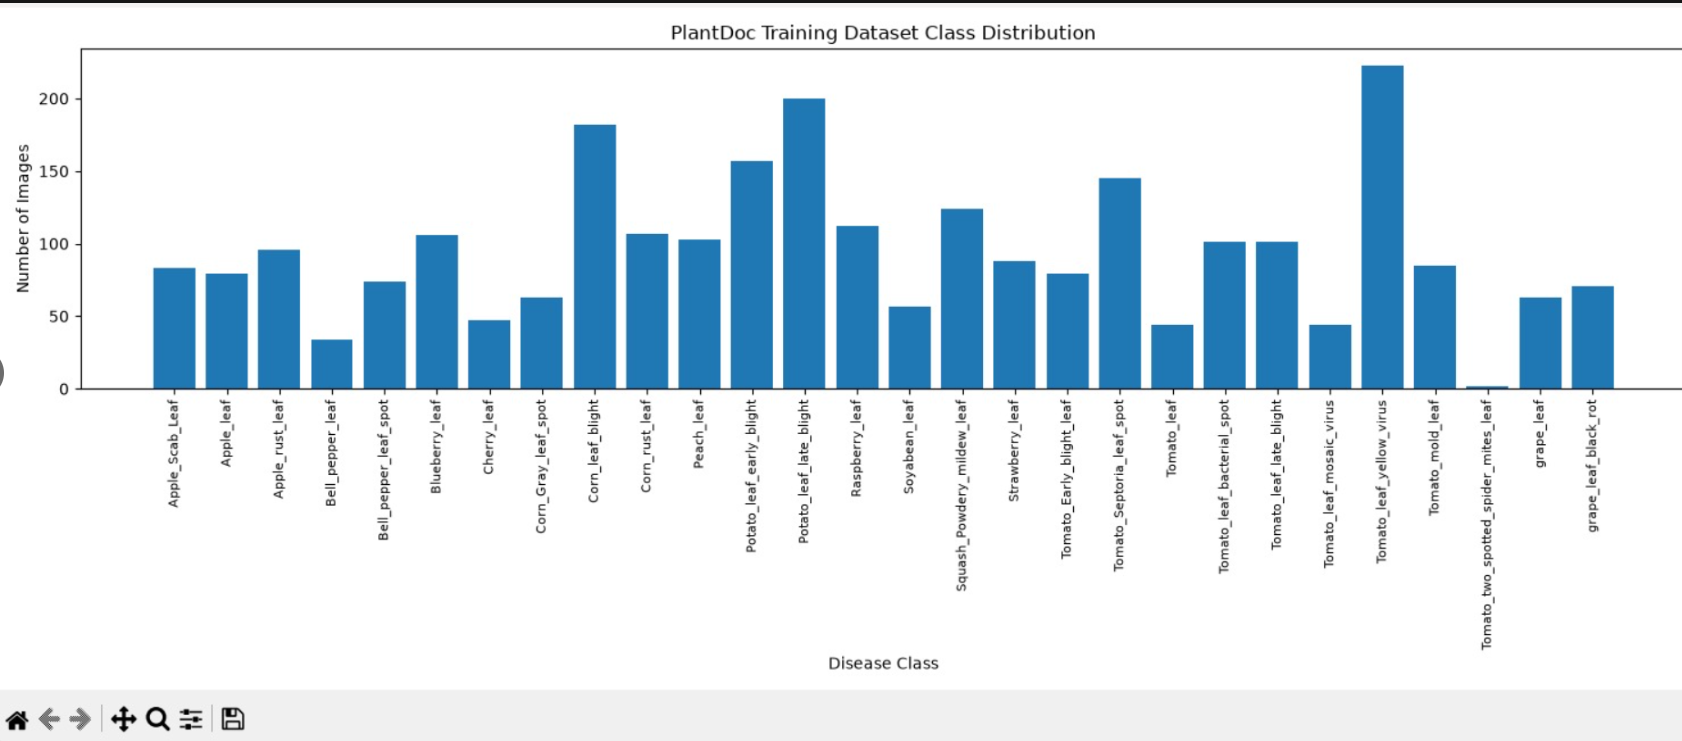 PlantDoc Training Dataset Class Distribution
Number of Images
200
150
100
50
0
Apple_Scab_Leaf
Apple_leaf
Apple_rust_leaf
Bell_pepper_leaf
Bell_pepper_leaf_spot
Blueberry_leaf
Cherry_leaf
Corn_Gray_leaf_spot
Corn_leaf_blight
Corn_rust_leaf
Peach_leaf
Potato_leaf_early_blight
Potato_leaf_late_blight
Raspberry_leaf
Soyabean_leaf
Squash_Powdery_mildew_leaf
Strawberry_leaf
Tomato_Early_blight_leaf
Tomato_Septoria_leaf_spot
Tomato_leaf
Tomato_leaf_bacterial_spot
Tomato_leaf_late_blight
Tomato_leaf_mosaic_virus
Tomato_leaf_yellow_virus
Tomato_mold_leaf
Tomato_two_spotted_spider_mites_leaf
grape_leaf
grape_leaf_black_rot
Disease Class